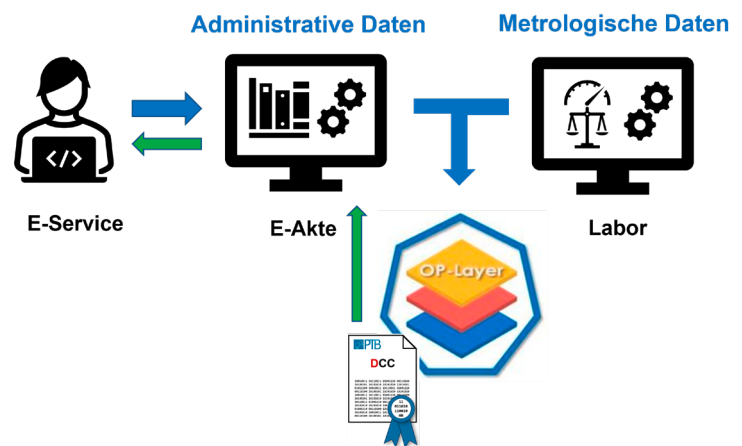 Administrative Daten
Metrologische Daten
</>
E-Service
E-Akte
Labor
OP-Layer
PTB
DCC